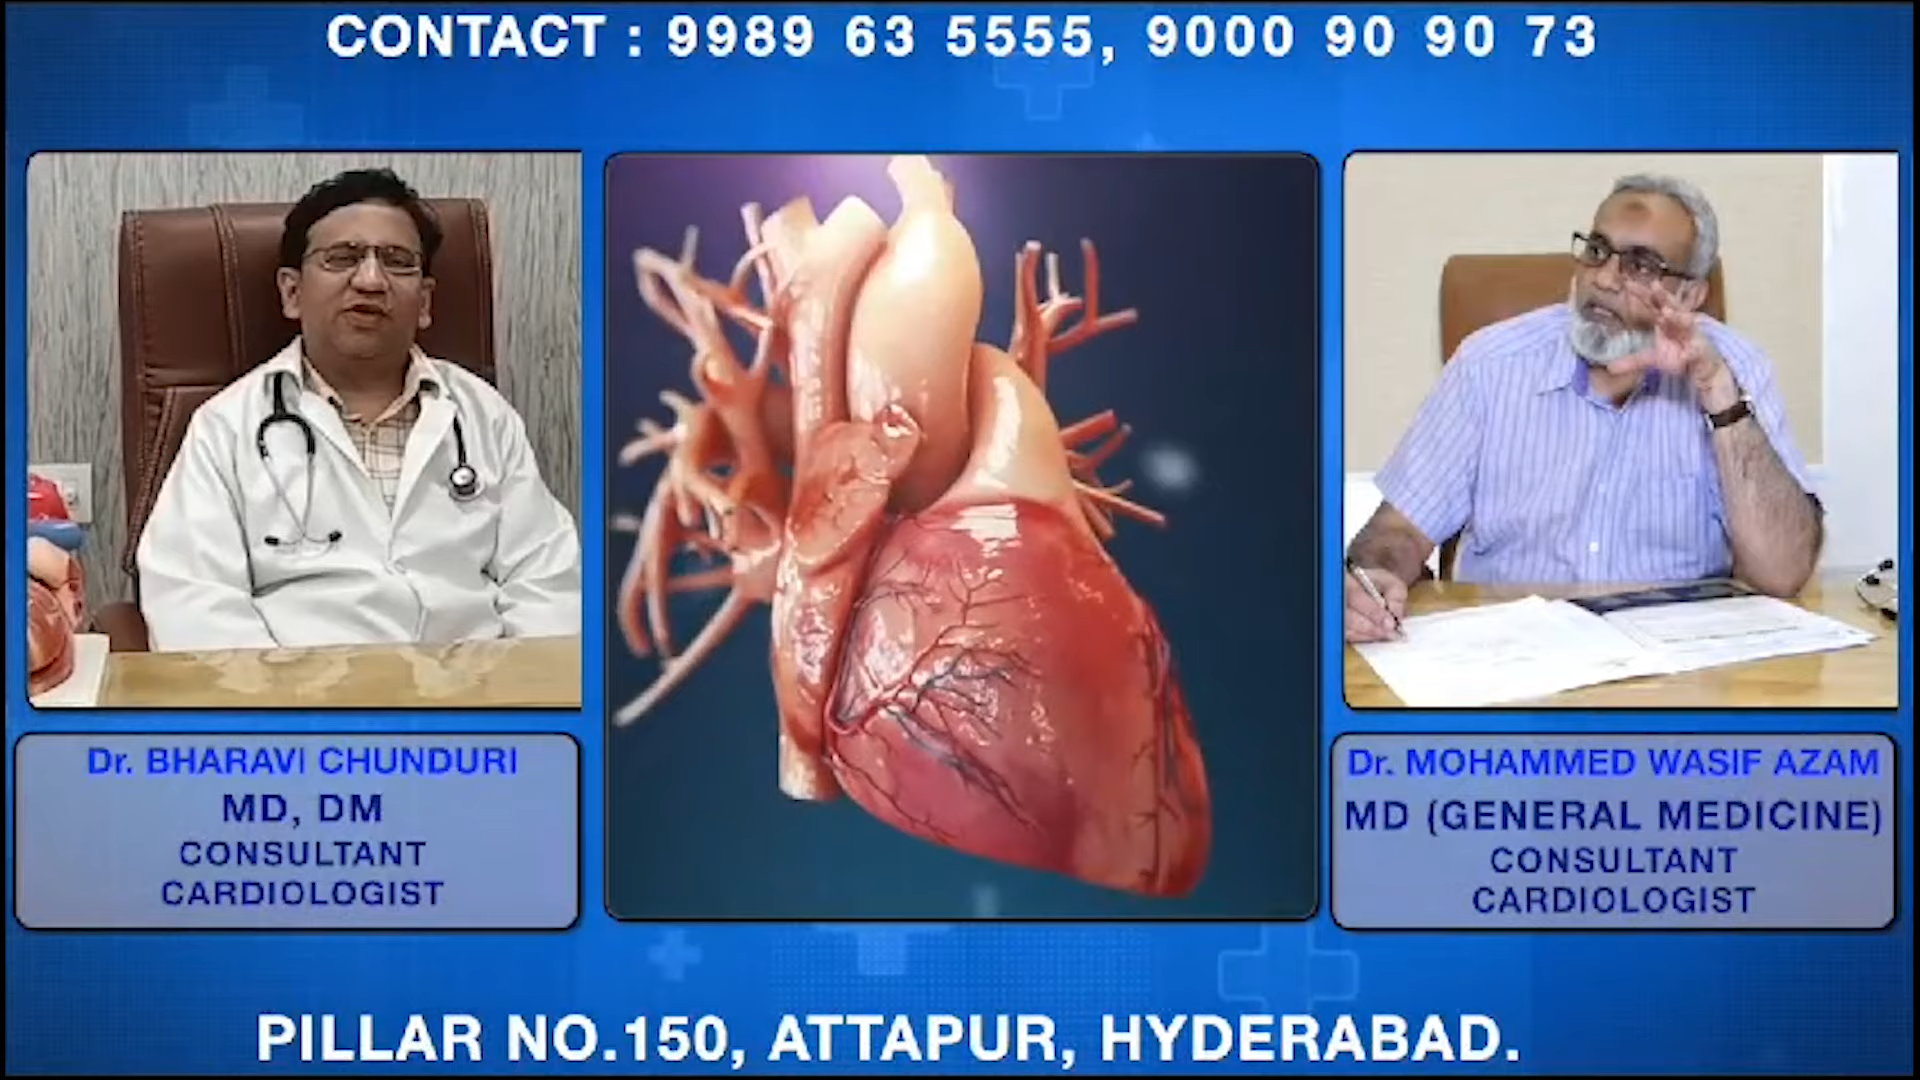 CONTACT : 9989 63 5555, 9000 90 90 73
Dr. BHARAVI CHUNDURI
MD, DM
CONSULTANT
CARDIOLOGIST
Dr. MOHAMMED WASIF AZAM
MD (GENERAL MEDICINE)
CONSULTANT
CARDIOLOGIST
PILLAR NO.150, ATTAPUR, HYDERABAD.